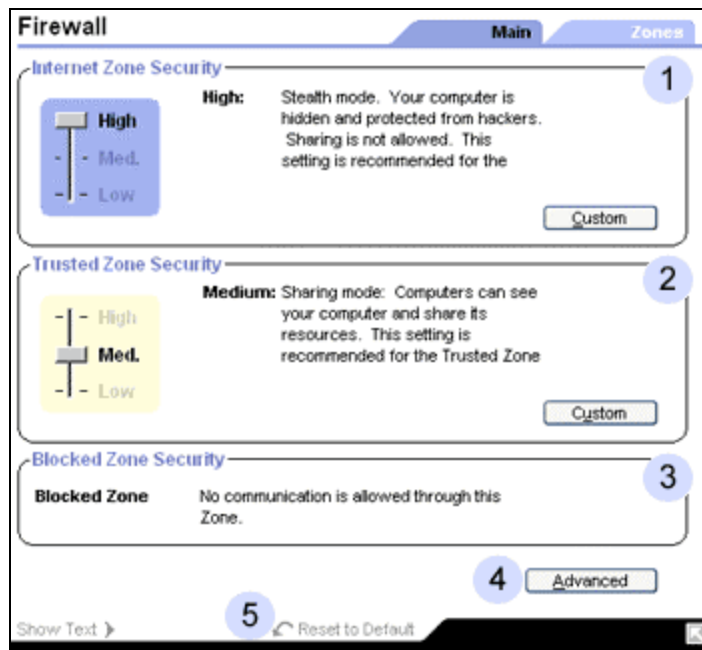 Firewall
Main
Zones
Internet Zone Security
1
High
Med.
Low
High: Stealth mode. Your computer is
hidden and protected from hackers.
Sharing is not allowed. This
setting is recommended for the
Custom
Trusted Zone Security
2
High
Med.
Low
Medium: Sharing mode: Computers can see
your computer and share its
resources. This setting is
recommended for the Trusted Zone
Custom
Blocked Zone Security
3
Blocked Zone No communication is allowed through this
Zone.
4
Advanced
Show Text
5
Reset to Default